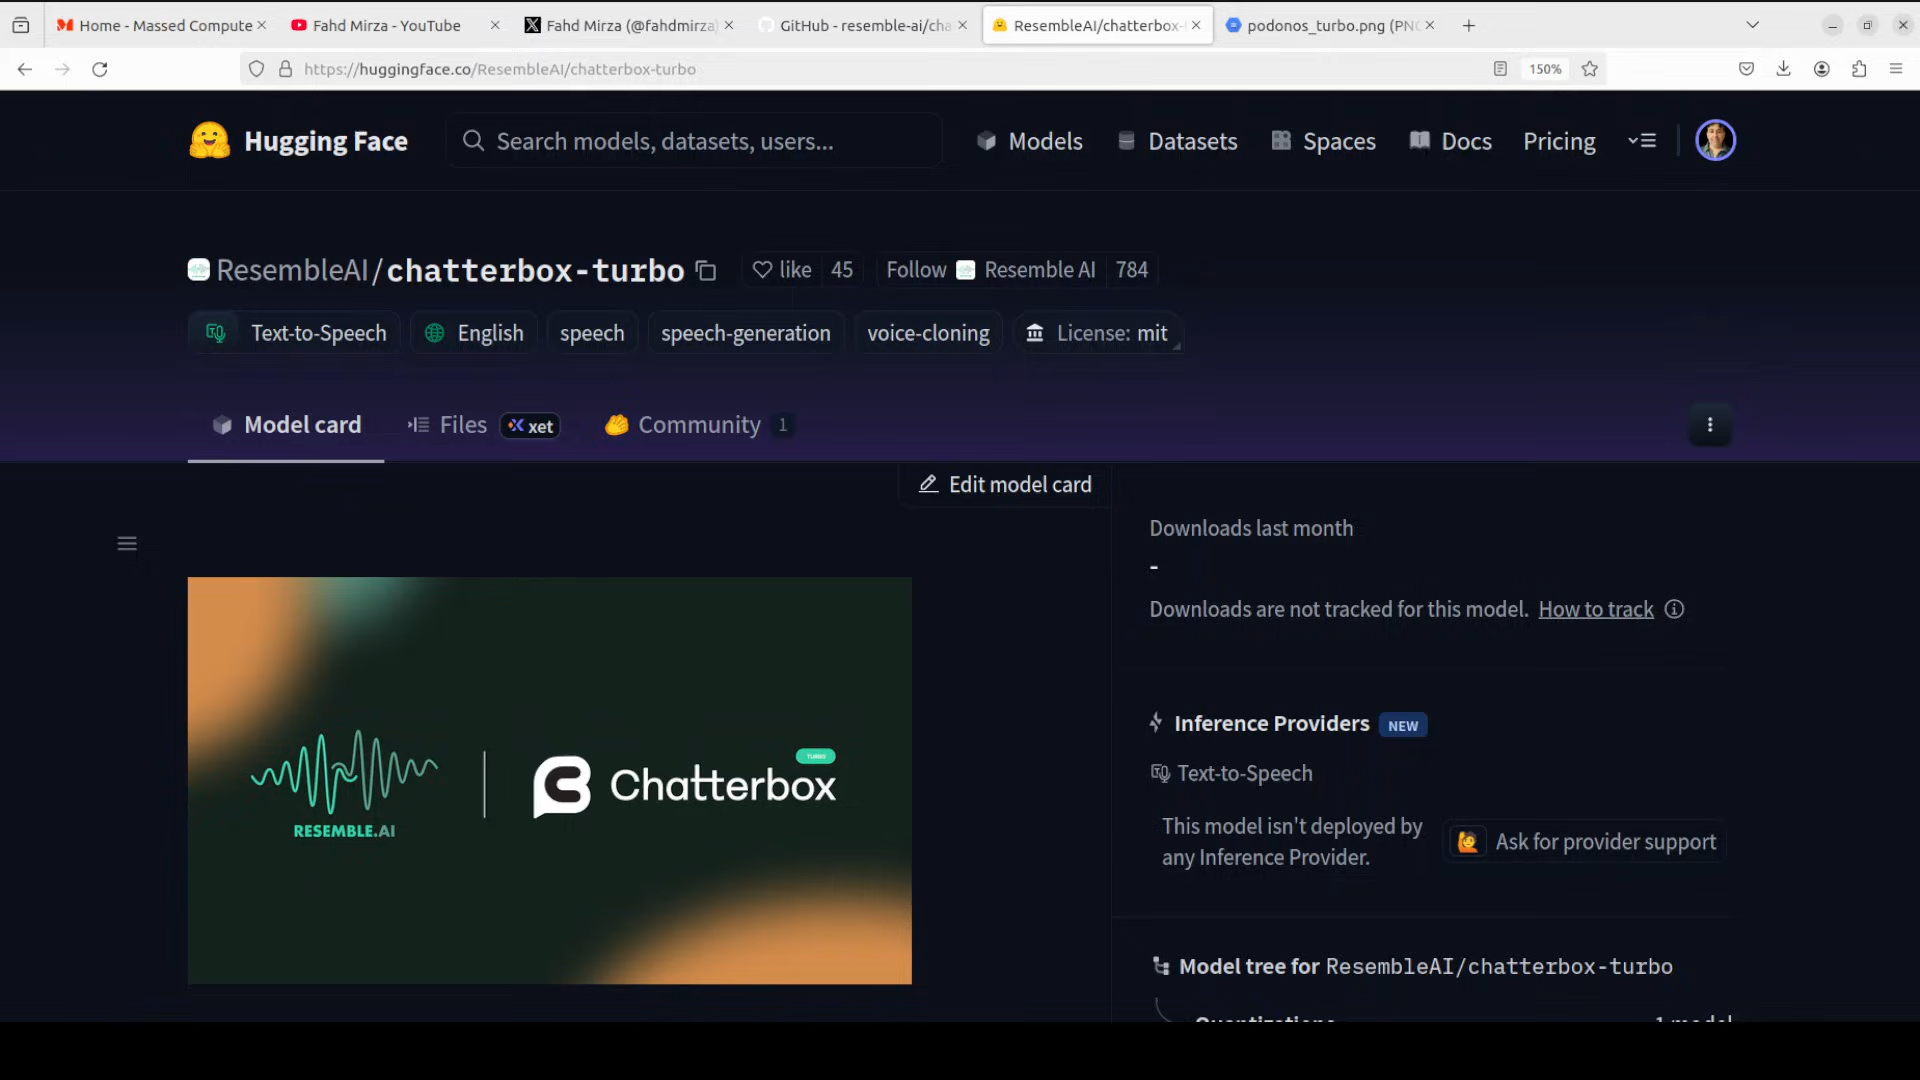 Home - Massed Compute
Fahd Mirza - YouTube
Fahd Mirza (@fahdmirza)
GitHub - resemble-ai/cha
ResembleAI/chatterbox-
podonos_turbo.png (PNG
https://huggingface.co/ResembleAI/chatterbox-turbo
150%
Hugging Face
Search models, datasets, users...
Models
Datasets
Spaces
Docs
Pricing
ResembleAI/chatterbox-turbo
like 45
Follow Resemble AI 784
Text-to-Speech
English
speech
speech-generation
voice-cloning
License: mit
Model card
Files xet
Community 1
Edit model card
Downloads last month
-
Downloads are not tracked for this model. How to track
RESEMBLE.AI
TURBO
Chatterbox
Inference Providers NEW
Text-to-Speech
This model isn't deployed by
any Inference Provider.
Ask for provider support
Model tree for ResembleAI/chatterbox-turbo
Quantizations
1 model